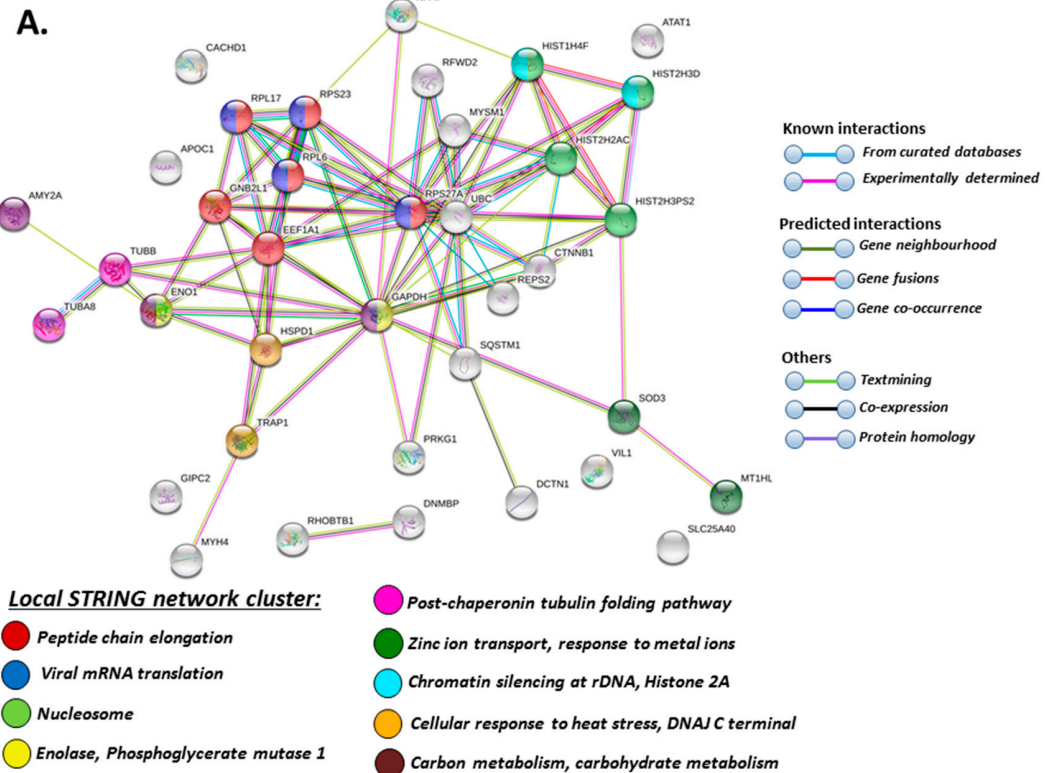 A.
ATAT1
HIST1H4F
CACHD1
RFWD2
HIST2H3D
RPL17
RPS23
MYSM1
HIST2H2AC
APOC1
RPL6
GNB2L1
RPS27A
UBC
AMY2A
HIST2H3PS2
EEF1A1
TUBB
CTNNB1
REPS2
ENO1
GAPDH
TUBA8
HSPD1
SQSTM1
SOD3
TRAP1
PRKG1
VIL1
GIPC2
DCTN1
MT1HL
DNMBP
RHOBTB1
SLC25A40
MYH4
Known interactions
From curated databases
Experimentally determined
Predicted interactions
Gene neighbourhood
Gene fusions
Gene co-occurrence
Others
Textmining
Co-expression
Protein homology
Local STRING network cluster:
Peptide chain elongation
Viral mRNA translation
Nucleosome
Enolase, Phosphoglycerate mutase 1
Post-chaperonin tubulin folding pathway
Zinc ion transport, response to metal ions
Chromatin silencing at rDNA, Histone 2A
Cellular response to heat stress, DNAJ C terminal
Carbon metabolism, carbohydrate metabolism